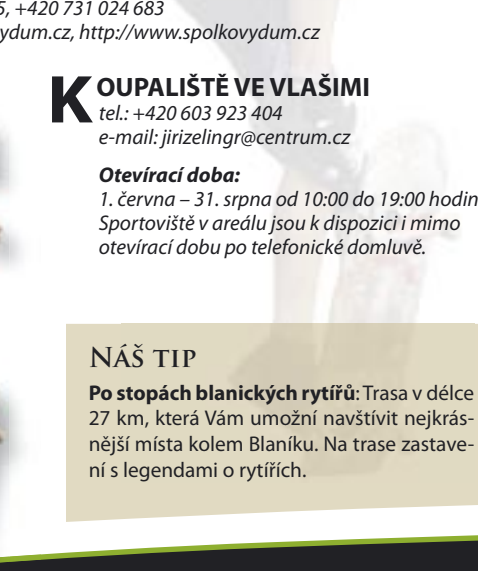 5, +420 731 024 683
ydum.cz, http://www.spolkovydum.cz
KOUPALIŠTĚ VE VLAŠIMI
tel.: +420 603 923 404
e-mail: jirizelingr@centrum.cz
Otevírací doba:
1. června – 31. srpna od 10:00 do 19:00 hodin
Sportoviště v areálu jsou k dispozici i mimo
otevírací dobu po telefonické domluvě.
Náš tip
Po stopách blanických rytířů: Trasa v délce
27 km, která Vám umožní navštívit nejkrás-
nější místa kolem Blaníku. Na trase zastave-
ní s legendami o rytířích.